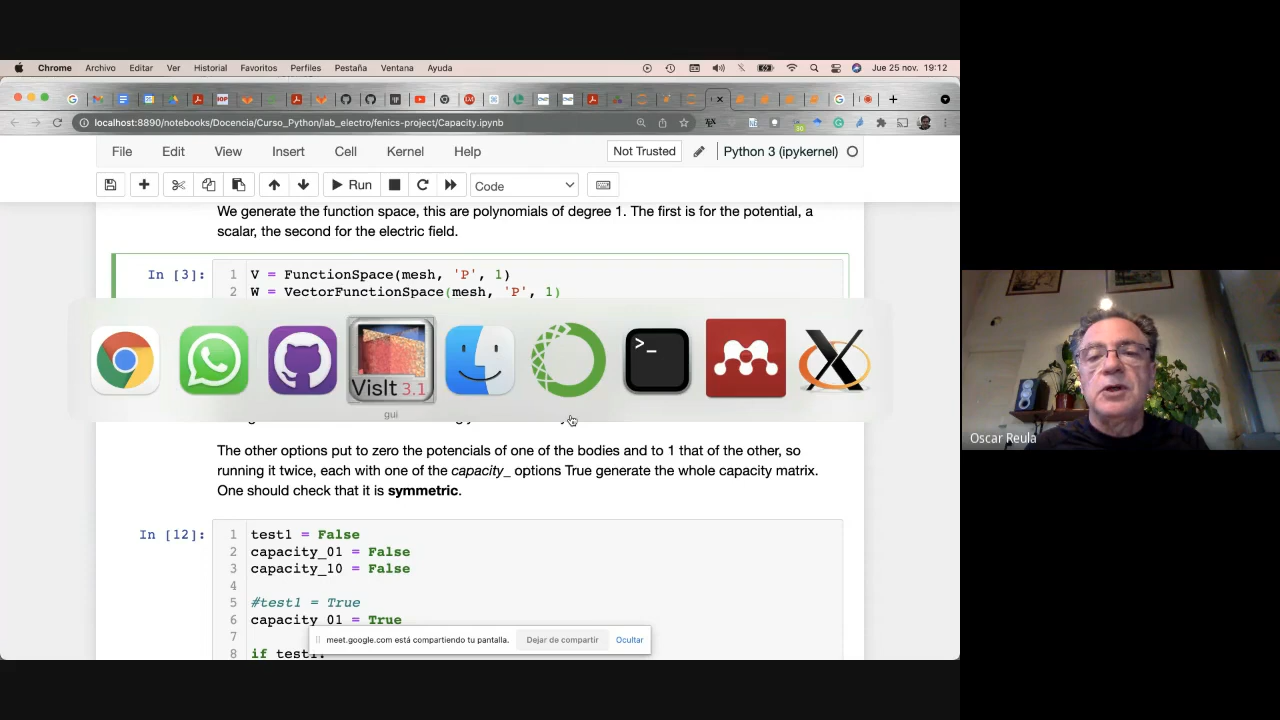 Chrome Archivo Editar Ver Historial Favoritos Perfiles Pestaña Ventana Ayuda Jue 25 nov. 19:12
localhost:8890/notebooks/Docencia/Curso_Python/lab_electro/fenics-project/Capacity.ipynb
File Edit View Insert Cell Kernel Help Not Trusted Python 3 (ipykernel)
Run Code
We generate the function space, this are polynomials of degree 1. The first is for the potential, a
scalar, the second for the electric field.
In [3]: 1 V = FunctionSpace(mesh, 'P', 1)
2 W = VectorFunctionSpace(mesh, 'P', 1)
VisIt 3.1
gui
The other options put to zero the potencials of one of the bodies and to 1 that of the other, so
running it twice, each with one of the capacity_ options True generate the whole capacity matrix.
One should check that it is symmetric.
In [12]: 1 test1 = False
2 capacity_01 = False
3 capacity_10 = False
4
5 #test1 = True
6 capacity_01 = True
7
8 if test1:
meet.google.com está compartiendo tu pantalla. Dejar de compartir Ocultar
Oscar Reula